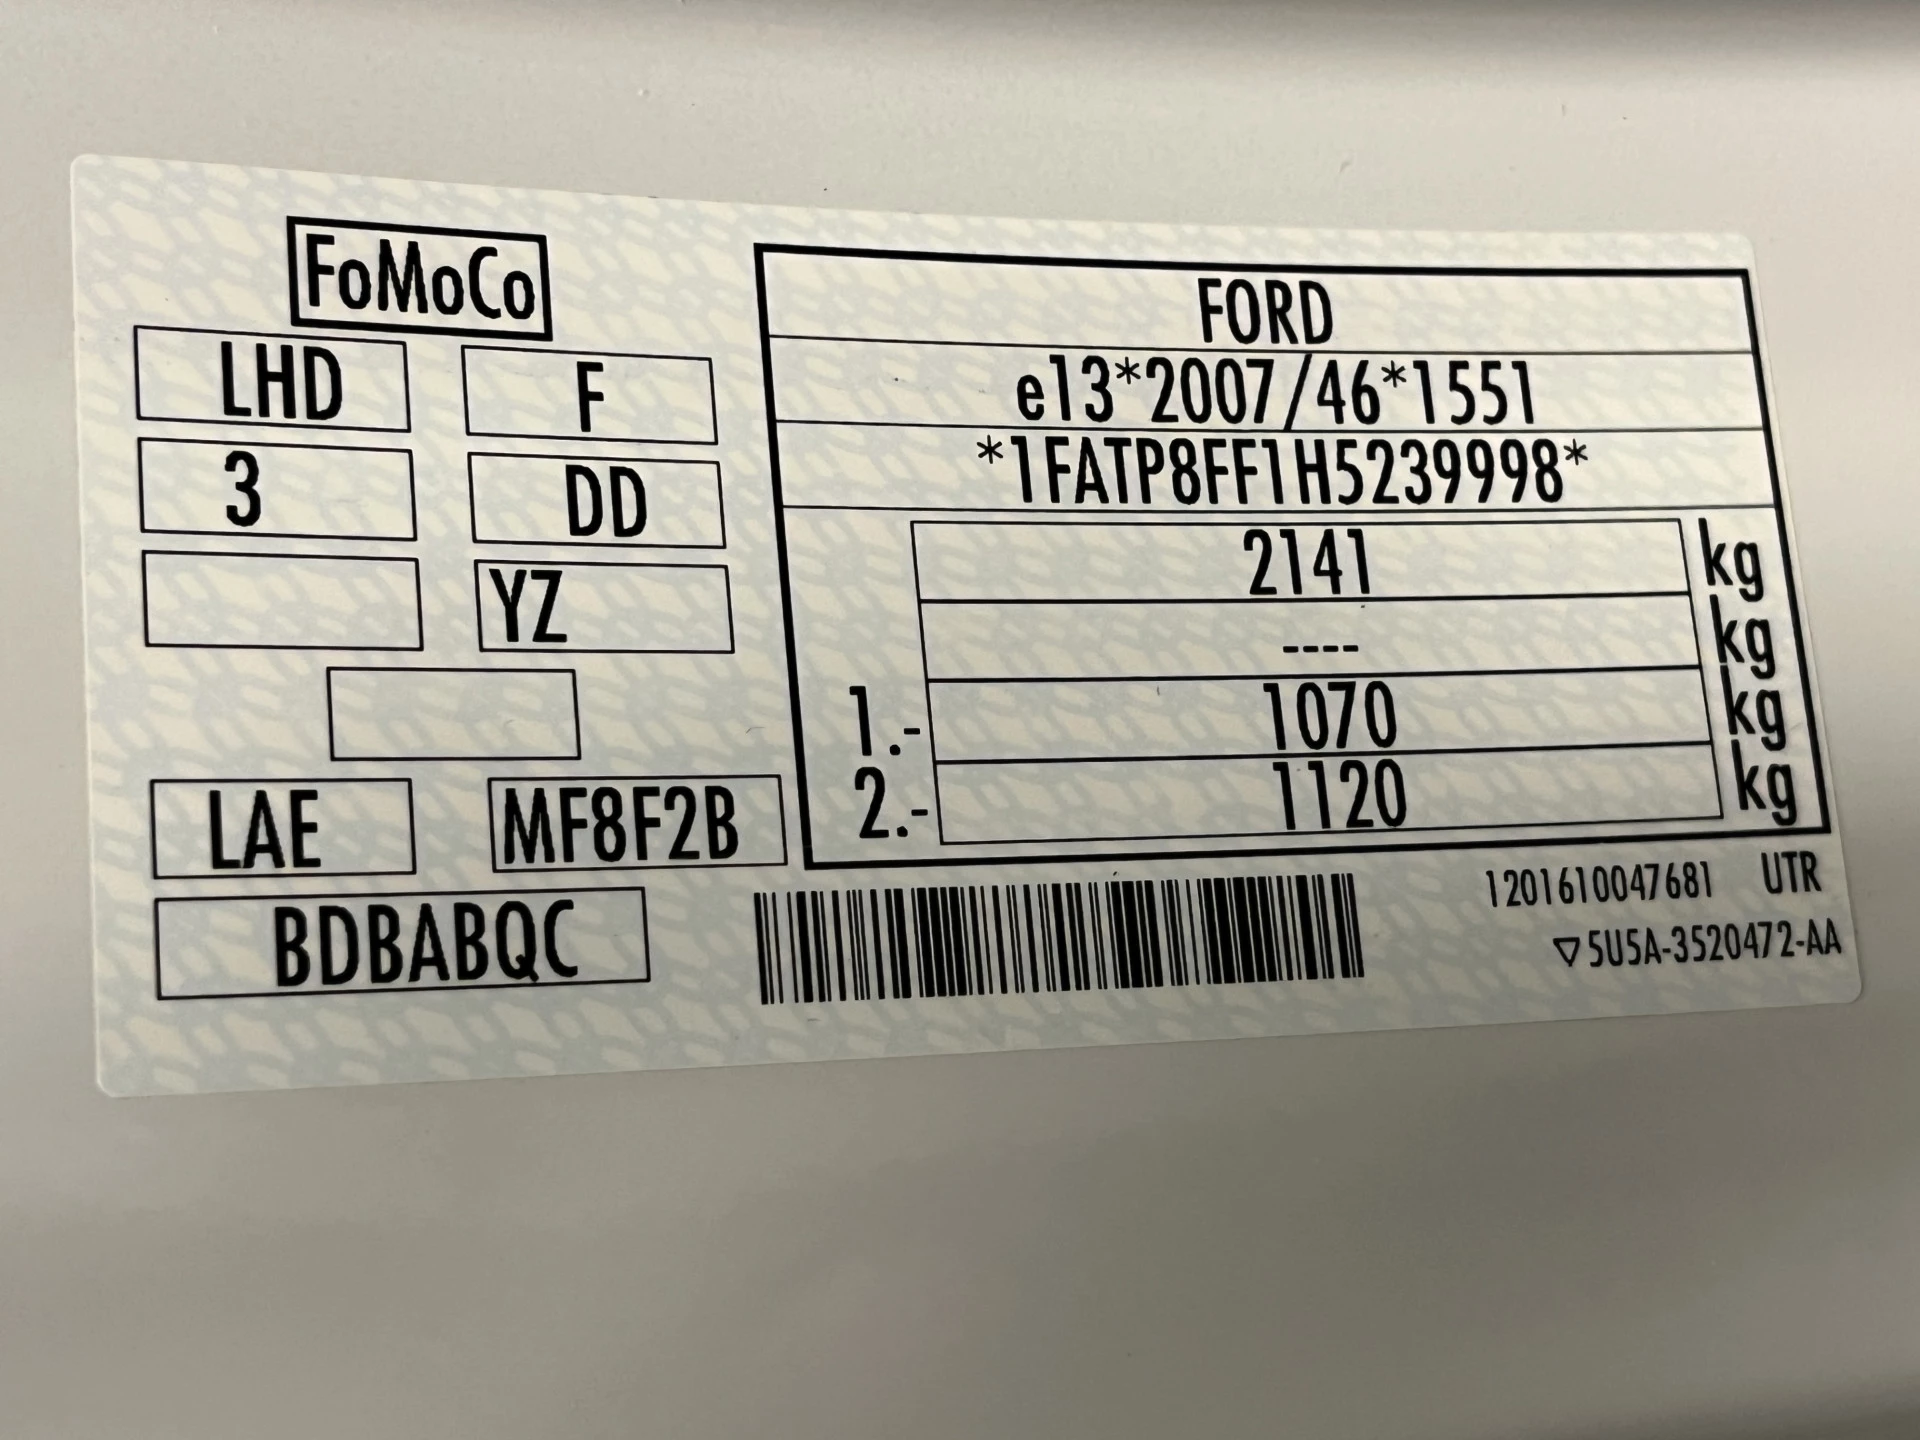 FoMoCo
LHD F
3 DD
YZ
LAE MF8F2B
BDBABQC
FORD
e13*2007/46*1551
*1FATP8FF1H5239998*
2141 kg
---- kg
1.- 1070 kg
2.- 1120 kg
1201610047681 UTR
▽5U5A-3520472-AA